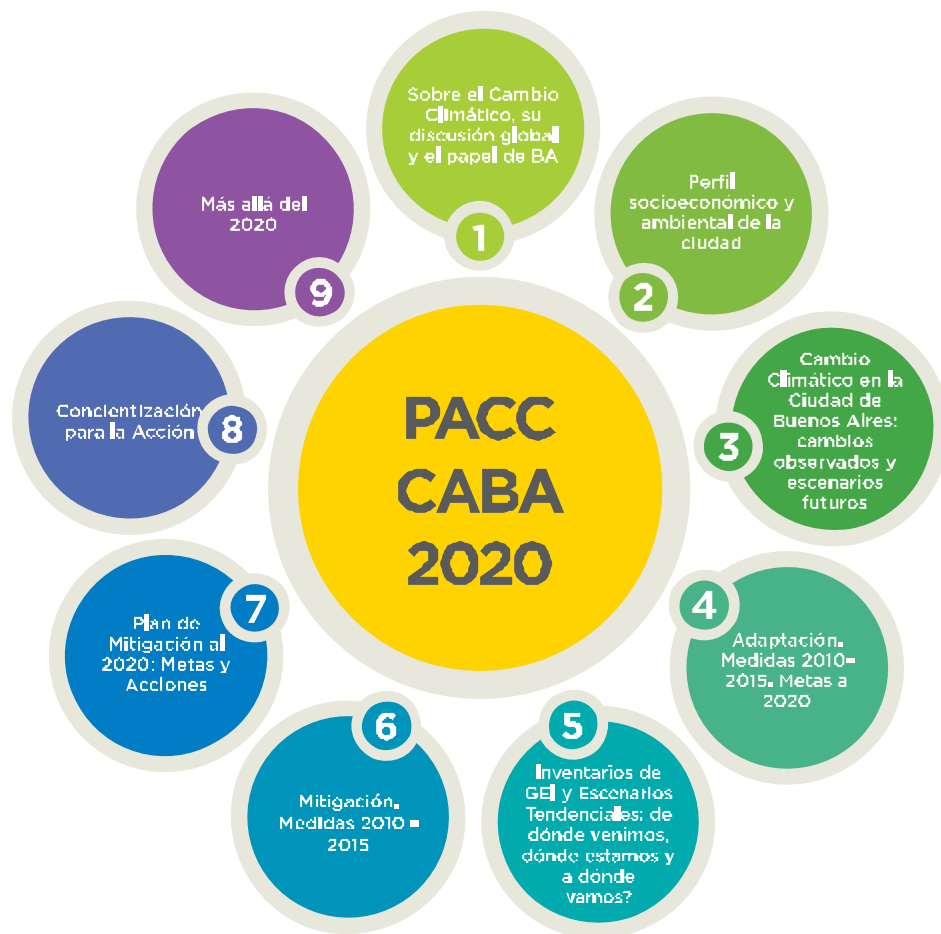 Sobre el Cambio
Climático, su
discusión global
y el papel de BA
1
Perfil
socioeconómico y
ambiental de la
ciudad
2
Cambio
Climático en la
Ciudad de
Buenos Aires:
cambios
observados y
escenarios
futuros
3
4
Adaptación.
Medidas 2010-
2015. Metas a
2020
5
Inventarios de
GEI y Escenarios
Tendenciales: de
dónde venimos,
dónde estamos y
a dónde
vamos?
6
Mitigación.
Medidas 2010 -
2015
7
Plan de
Mitigación al
2020: Metas y
Acciones
8
Concientización
para la Acción
Más allá del
2020
9
PACC
CABA
2020